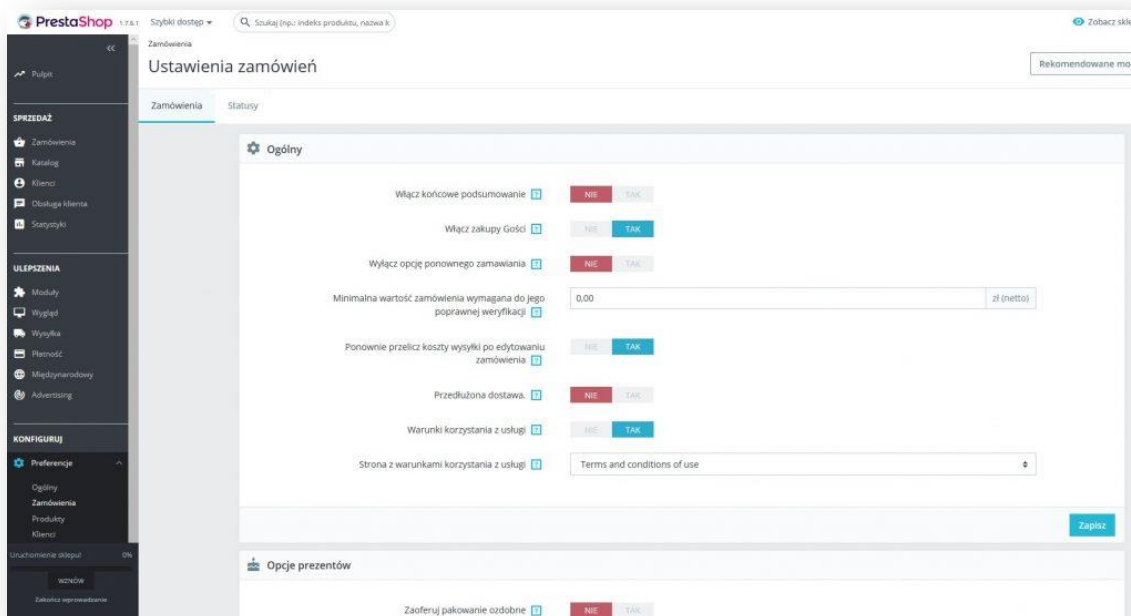 PrestaShop 1.7.6.1
Szybki dostęp
Szukaj (np.: indeks produktu, nazwa k
Zobacz skle
Zamówienia
Ustawienia zamówień
Rekomendowane mo
Zamówienia
Statusy
Pulpit
SPRZEDAŻ
Zamówienia
Katalog
Klienci
Obsługa klienta
Statystyki
ULEPSZENIA
Moduły
Wygląd
Wysyłka
Płatność
Międzynarodowy
Advertising
KONFIGURUJ
Preferencje
Ogólny
Zamówienia
Produkty
Klienci
Uruchomienie sklepu! 0%
WZNÓW
Zakończ wprowadzanie
Ogólny
Włącz końcowe podsumowanie ? NIE TAK
Włącz zakupy Gości ? NIE TAK
Wyłącz opcję ponownego zamawiania ? NIE TAK
Minimalna wartość zamówienia wymagana do jego
poprawnej weryfikacji ? 0,00 zł (netto)
Ponownie przelicz koszty wysyłki po edytowaniu
zamówienia ? NIE TAK
Przedłużona dostawa. ? NIE TAK
Warunki korzystania z usługi ? NIE TAK
Strona z warunkami korzystania z usługi ? Terms and conditions of use
Zapisz
Opcje prezentów
Zaoferuj pakowanie ozdobne ? NIE TAK